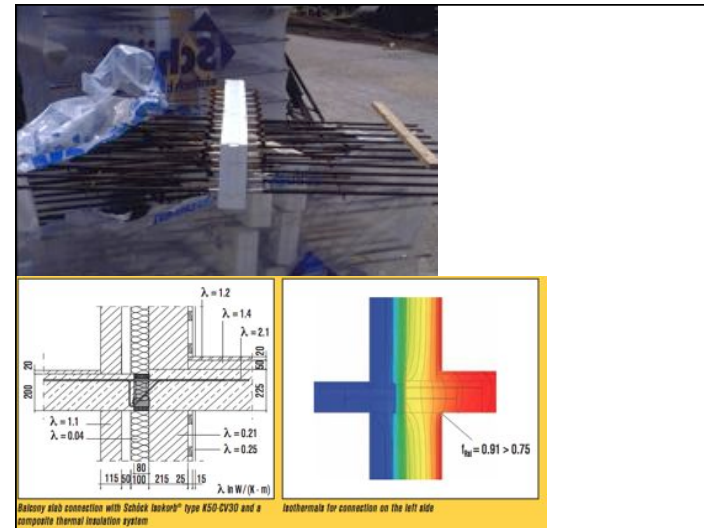 Schö
λ = 1.2
λ = 1.4
λ = 2.1
20
200
20
50
225
λ = 1.1
λ = 0.04
λ = 0.21
λ = 0.25
80
115 50 100 215 25 15
λ in W/(K · m)
fRsi = 0.91 > 0.75
Balcony slab connection with Schöck Isokorb® type K50-CV30 and a
composite thermal insulation system
Isothermals for connection on the left side